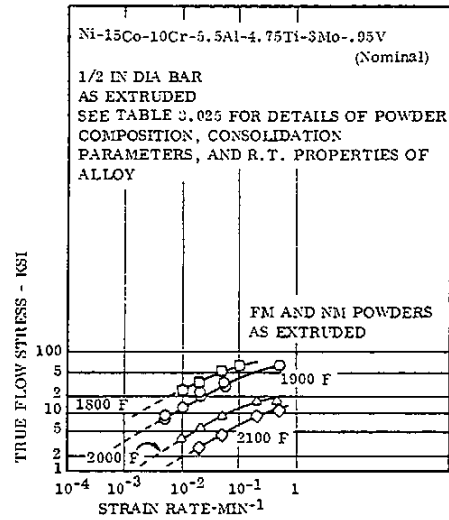 Ni-15Co-10Cr-5.5Al-4.75Ti-3Mo-.95V
(Nominal)
1/2 IN DIA BAR
AS EXTRUDED
SEE TABLE 3.025 FOR DETAILS OF POWDER
COMPOSITION, CONSOLIDATION
PARAMETERS, AND R.T. PROPERTIES OF
ALLOY
FM AND NM POWDERS
AS EXTRUDED
TRUE FLOW STRESS - KSI
100
5
2
10
5
2
1
1900 F
1800 F
2000 F
2100 F
10-4
10-3
10-2
10-1
1
STRAIN RATE-MIN-1